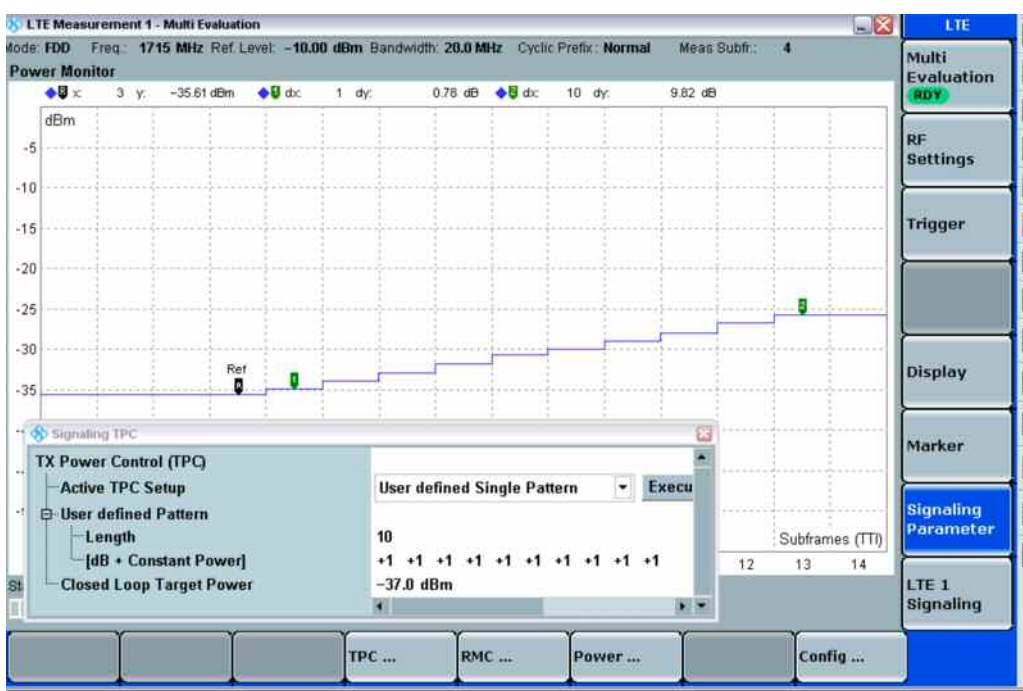 LTE Measurement 1 - Multi Evaluation
LTE
Mode: FDD Freq.: 1715 MHz Ref. Level: -10.00 dBm Bandwidth: 20.0 MHz Cyclic Prefix: Normal Meas Subfr.: 4
Power Monitor
x: 3 y: -35.61 dBm 1 dx: 1 dy: 0.78 dB 2 dx: 10 dy: 9.82 dB
Multi
Evaluation
RDY
dBm
-5
-10
-15
-20
-25
-30
-35
2
Ref
R
1
RF
Settings
Trigger
Display
Marker
Signaling
Parameter
LTE 1
Signaling
Signaling TPC
TX Power Control (TPC)
Active TPC Setup User defined Single Pattern Execu
User defined Pattern
Length 10
[dB + Constant Power] +1 +1 +1 +1 +1 +1 +1 +1 +1 +1
Closed Loop Target Power -37.0 dBm
Subframes (TTI)
12 13 14
TPC ... RMC ... Power ... Config ...